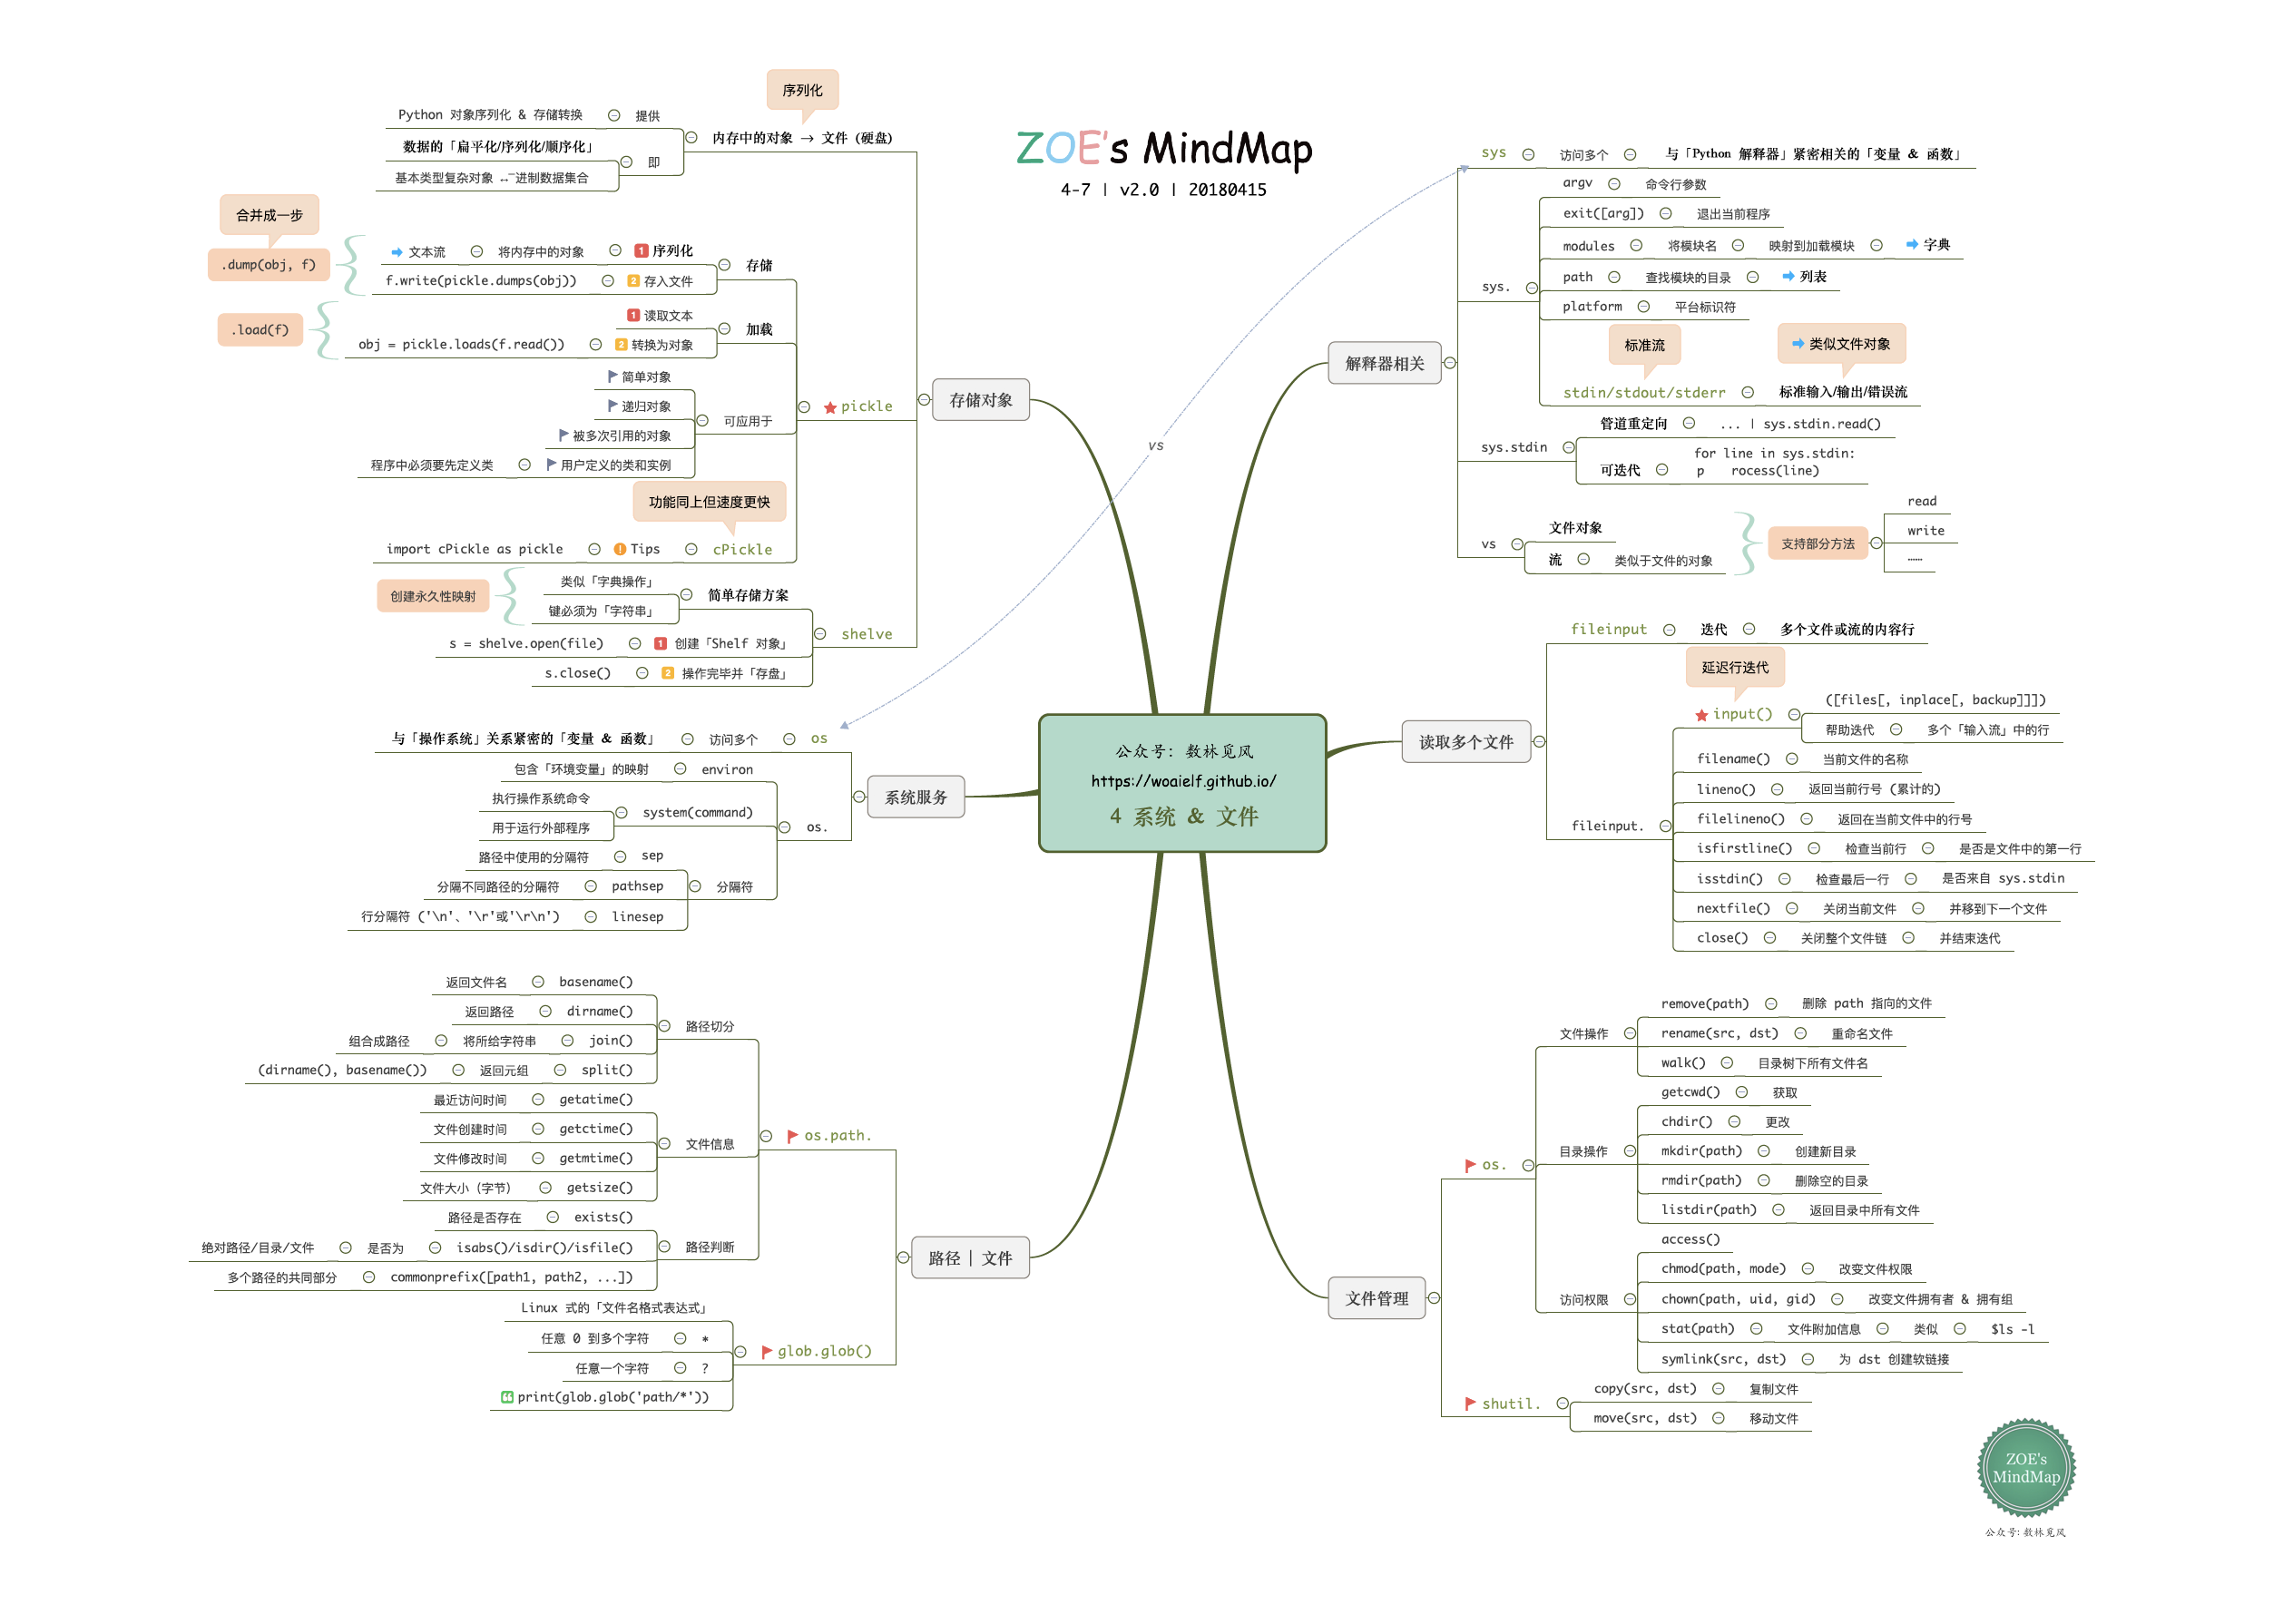 ZOE's MindMap
4-7 | v2.0 | 20180415
公众号: 数林觅风
https://woaielf.github.io/
4 系统 & 文件
存储对象
序列化
内存中的对象 → 文件 (硬盘)
提供
Python 对象序列化 & 存储转换
即
数据的「扁平化/序列化/顺序化」
基本类型复杂对象 ↔ 进制数据集合
pickle
存储
1 序列化
将内存中的对象
文本流
2 存入文件
f.write(pickle.dumps(obj))
合并成一步
.dump(obj, f)
加载
1 读取文本
2 转换为对象
obj = pickle.loads(f.read())
.load(f)
可应用于
简单对象
递归对象
被多次引用的对象
用户定义的类和实例
程序中必须要先定义类
功能同上但速度更快
cPickle
Tips
import cPickle as pickle
shelve
简单存储方案
类似「字典操作」
键必须为「字符串」
创建永久性映射
1 创建「Shelf 对象」
s = shelve.open(file)
2 操作完毕并「存盘」
s.close()
vs
系统服务
os
访问多个
与「操作系统」关系紧密的「变量 & 函数」
os.
environ
包含「环境变量」的映射
system(command)
执行操作系统命令
用于运行外部程序
分隔符
sep
路径中使用的分隔符
pathsep
分隔不同路径的分隔符
linesep
行分隔符 ('\n'、'\r'或'\r\n')
路径 | 文件
os.path.
路径切分
basename()
返回文件名
dirname()
返回路径
join()
将所给字符串
组合成路径
split()
返回元组
(dirname(), basename())
文件信息
getatime()
最近访问时间
getctime()
文件创建时间
getmtime()
文件修改时间
getsize()
文件大小 (字节)
路径判断
exists()
路径是否存在
isabs()/isdir()/isfile()
是否为
绝对路径/目录/文件
commonprefix([path1, path2, ...])
多个路径的共同部分
glob.glob()
Linux 式的「文件名格式表达式」
*
任意 0 到多个字符
?
任意一个字符
print(glob.glob('path/*'))
解释器相关
sys
访问多个
与「Python 解释器」紧密相关的「变量 & 函数」
sys.
argv
命令行参数
exit([arg])
退出当前程序
modules
将模块名
映射到加载模块
字典
path
查找模块的目录
列表
platform
平台标识符
标准流
类似文件对象
stdin/stdout/stderr
标准输入/输出/错误流
sys.stdin
管道重定向
... | sys.stdin.read()
可迭代
for line in sys.stdin:
p    rocess(line)
vs
文件对象
流
类似于文件的对象
支持部分方法
read
write
……
读取多个文件
fileinput
迭代
多个文件或流的内容行
延迟行迭代
fileinput.
input()
([files[, inplace[, backup]]])
帮助迭代
多个「输入流」中的行
filename()
当前文件的名称
lineno()
返回当前行号 (累计的)
filelineno()
返回在当前文件中的行号
isfirstline()
检查当前行
是否是文件中的第一行
isstdin()
检查最后一行
是否来自 sys.stdin
nextfile()
关闭当前文件
并移到下一个文件
close()
关闭整个文件链
并结束迭代
文件管理
os.
文件操作
remove(path)
删除 path 指向的文件
rename(src, dst)
重命名文件
walk()
目录树下所有文件名
目录操作
getcwd()
获取
chdir()
更改
mkdir(path)
创建新目录
rmdir(path)
删除空的目录
listdir(path)
返回目录中所有文件
访问权限
access()
chmod(path, mode)
改变文件权限
chown(path, uid, gid)
改变文件拥有者 & 拥有组
stat(path)
文件附加信息
类似
$ls -l
symlink(src, dst)
为 dst 创建软链接
shutil.
copy(src, dst)
复制文件
move(src, dst)
移动文件
ZOE's
MindMap
公众号: 数林觅风